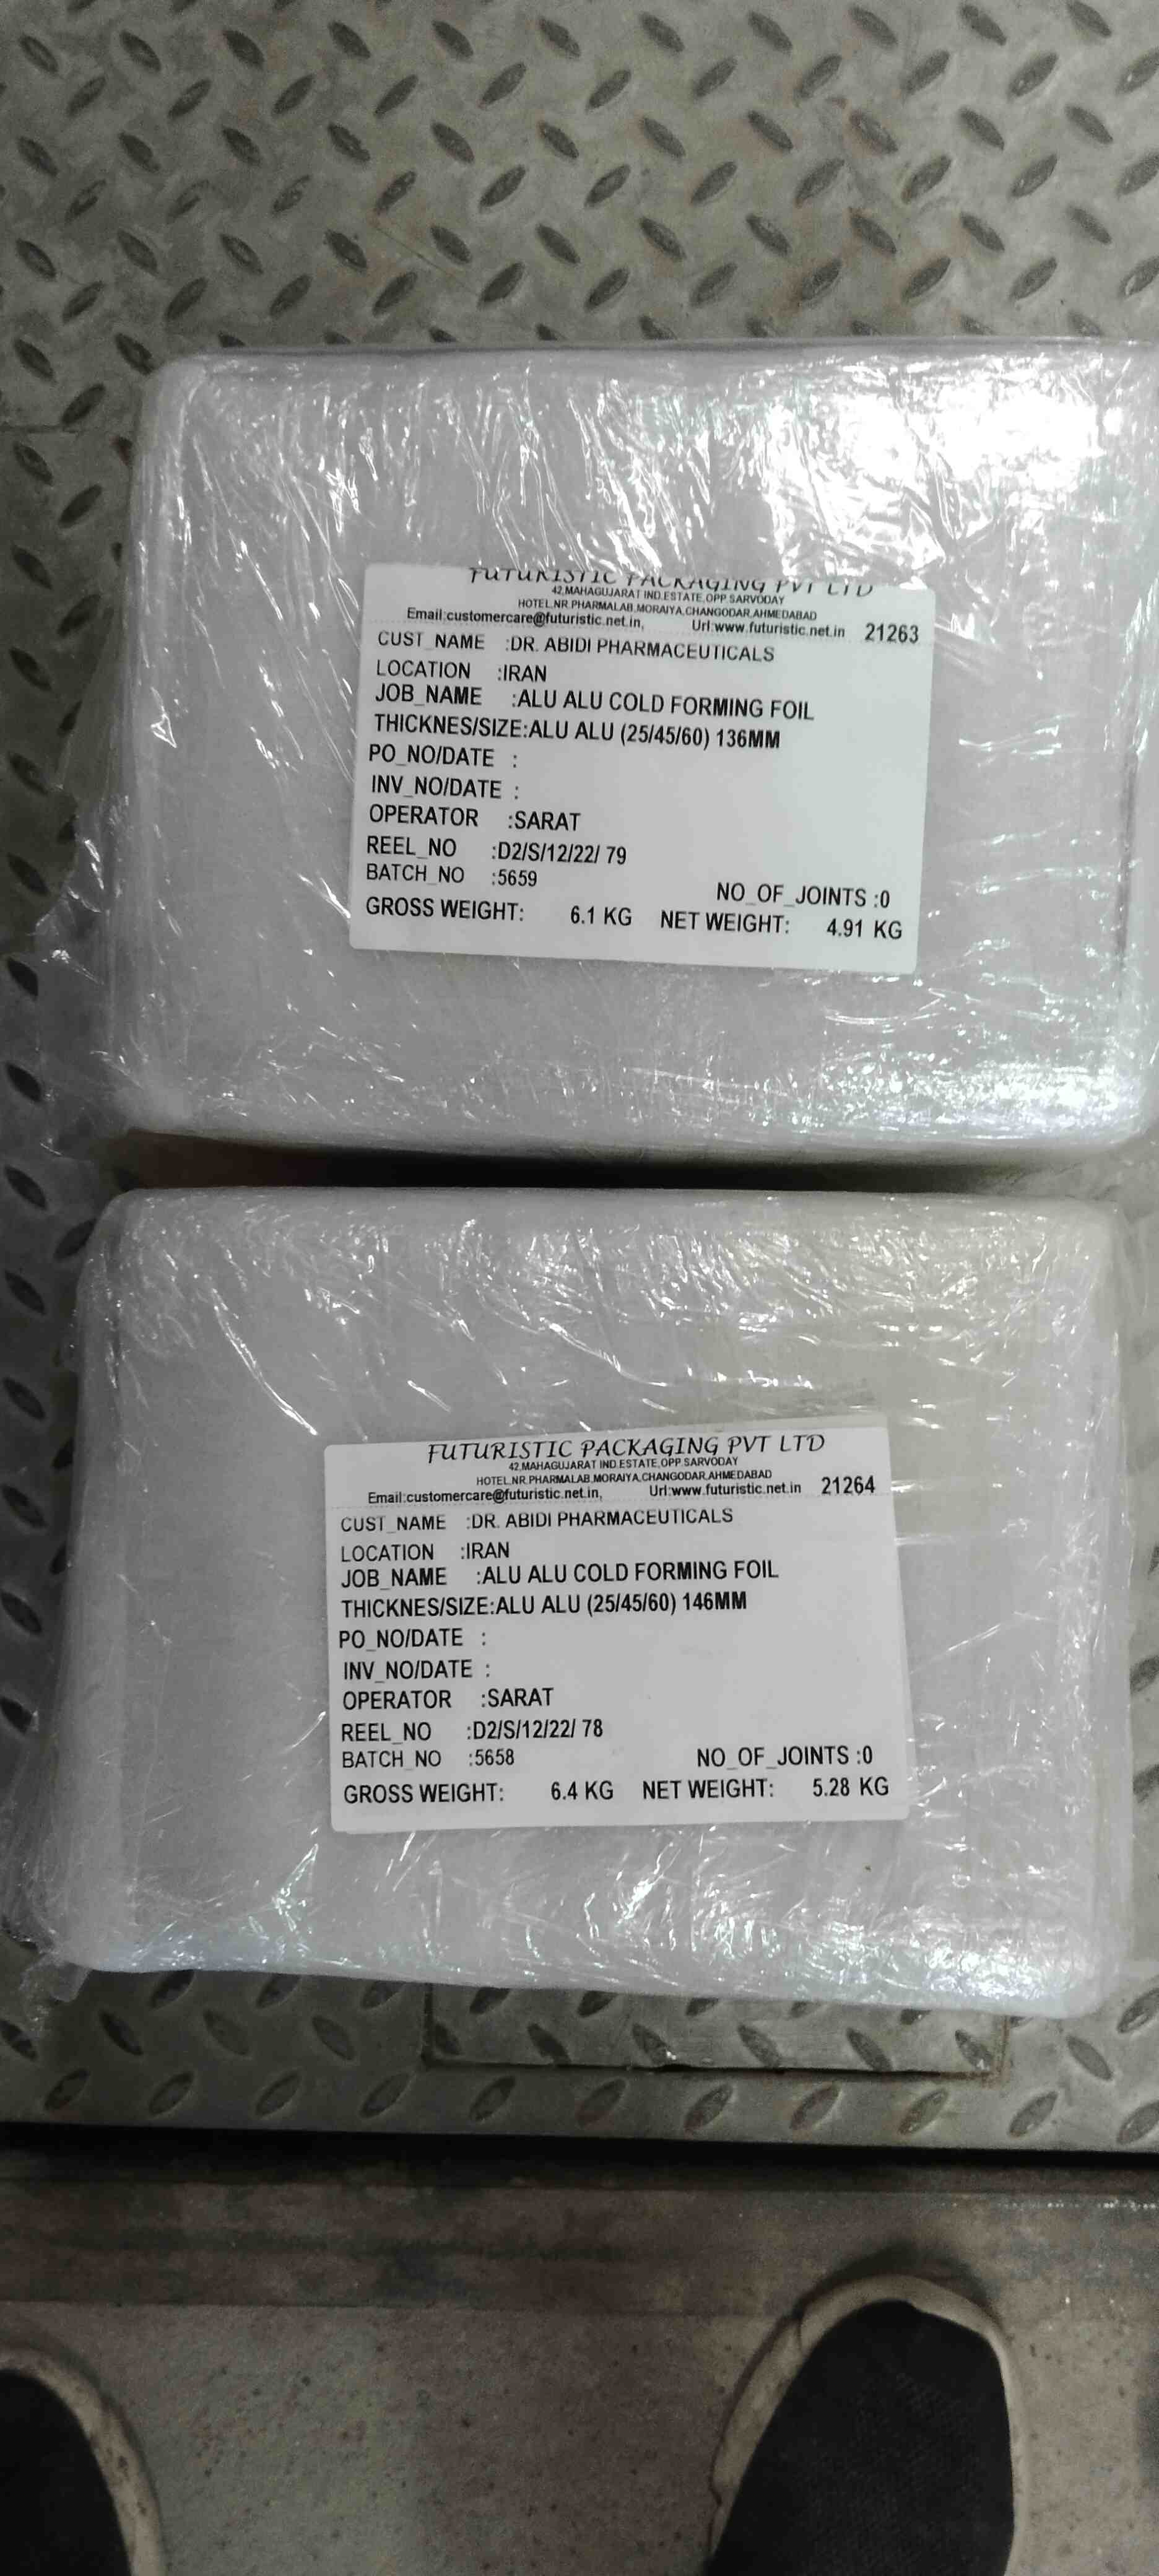 FUTURISTIC PACKAGING PVT LTD
42,MAHAGUJARAT IND.ESTATE,OPP.SARVODAY
HOTEL,NR.PHARMALAB,MORAIYA,CHANGODAR,AHMEDABAD
Email:customercare@futuristic.net.in, Url:www.futuristic.net.in 21263
CUST_NAME :DR. ABIDI PHARMACEUTICALS
LOCATION :IRAN
JOB_NAME :ALU ALU COLD FORMING FOIL
THICKNES/SIZE:ALU ALU (25/45/60) 136MM
PO_NO/DATE :
INV_NO/DATE :
OPERATOR :SARAT
REEL_NO :D2/S/12/22/ 79
BATCH_NO :5659 NO_OF_JOINTS :0
GROSS WEIGHT: 6.1 KG NET WEIGHT: 4.91 KG
FUTURISTIC PACKAGING PVT LTD
42,MAHAGUJARAT IND.ESTATE,OPP.SARVODAY
HOTEL,NR.PHARMALAB,MORAIYA,CHANGODAR,AHMEDABAD
Email:customercare@futuristic.net.in, Url:www.futuristic.net.in 21264
CUST_NAME :DR. ABIDI PHARMACEUTICALS
LOCATION :IRAN
JOB_NAME :ALU ALU COLD FORMING FOIL
THICKNES/SIZE:ALU ALU (25/45/60) 146MM
PO_NO/DATE :
INV_NO/DATE :
OPERATOR :SARAT
REEL_NO :D2/S/12/22/ 78
BATCH_NO :5658 NO_OF_JOINTS :0
GROSS WEIGHT: 6.4 KG NET WEIGHT: 5.28 KG